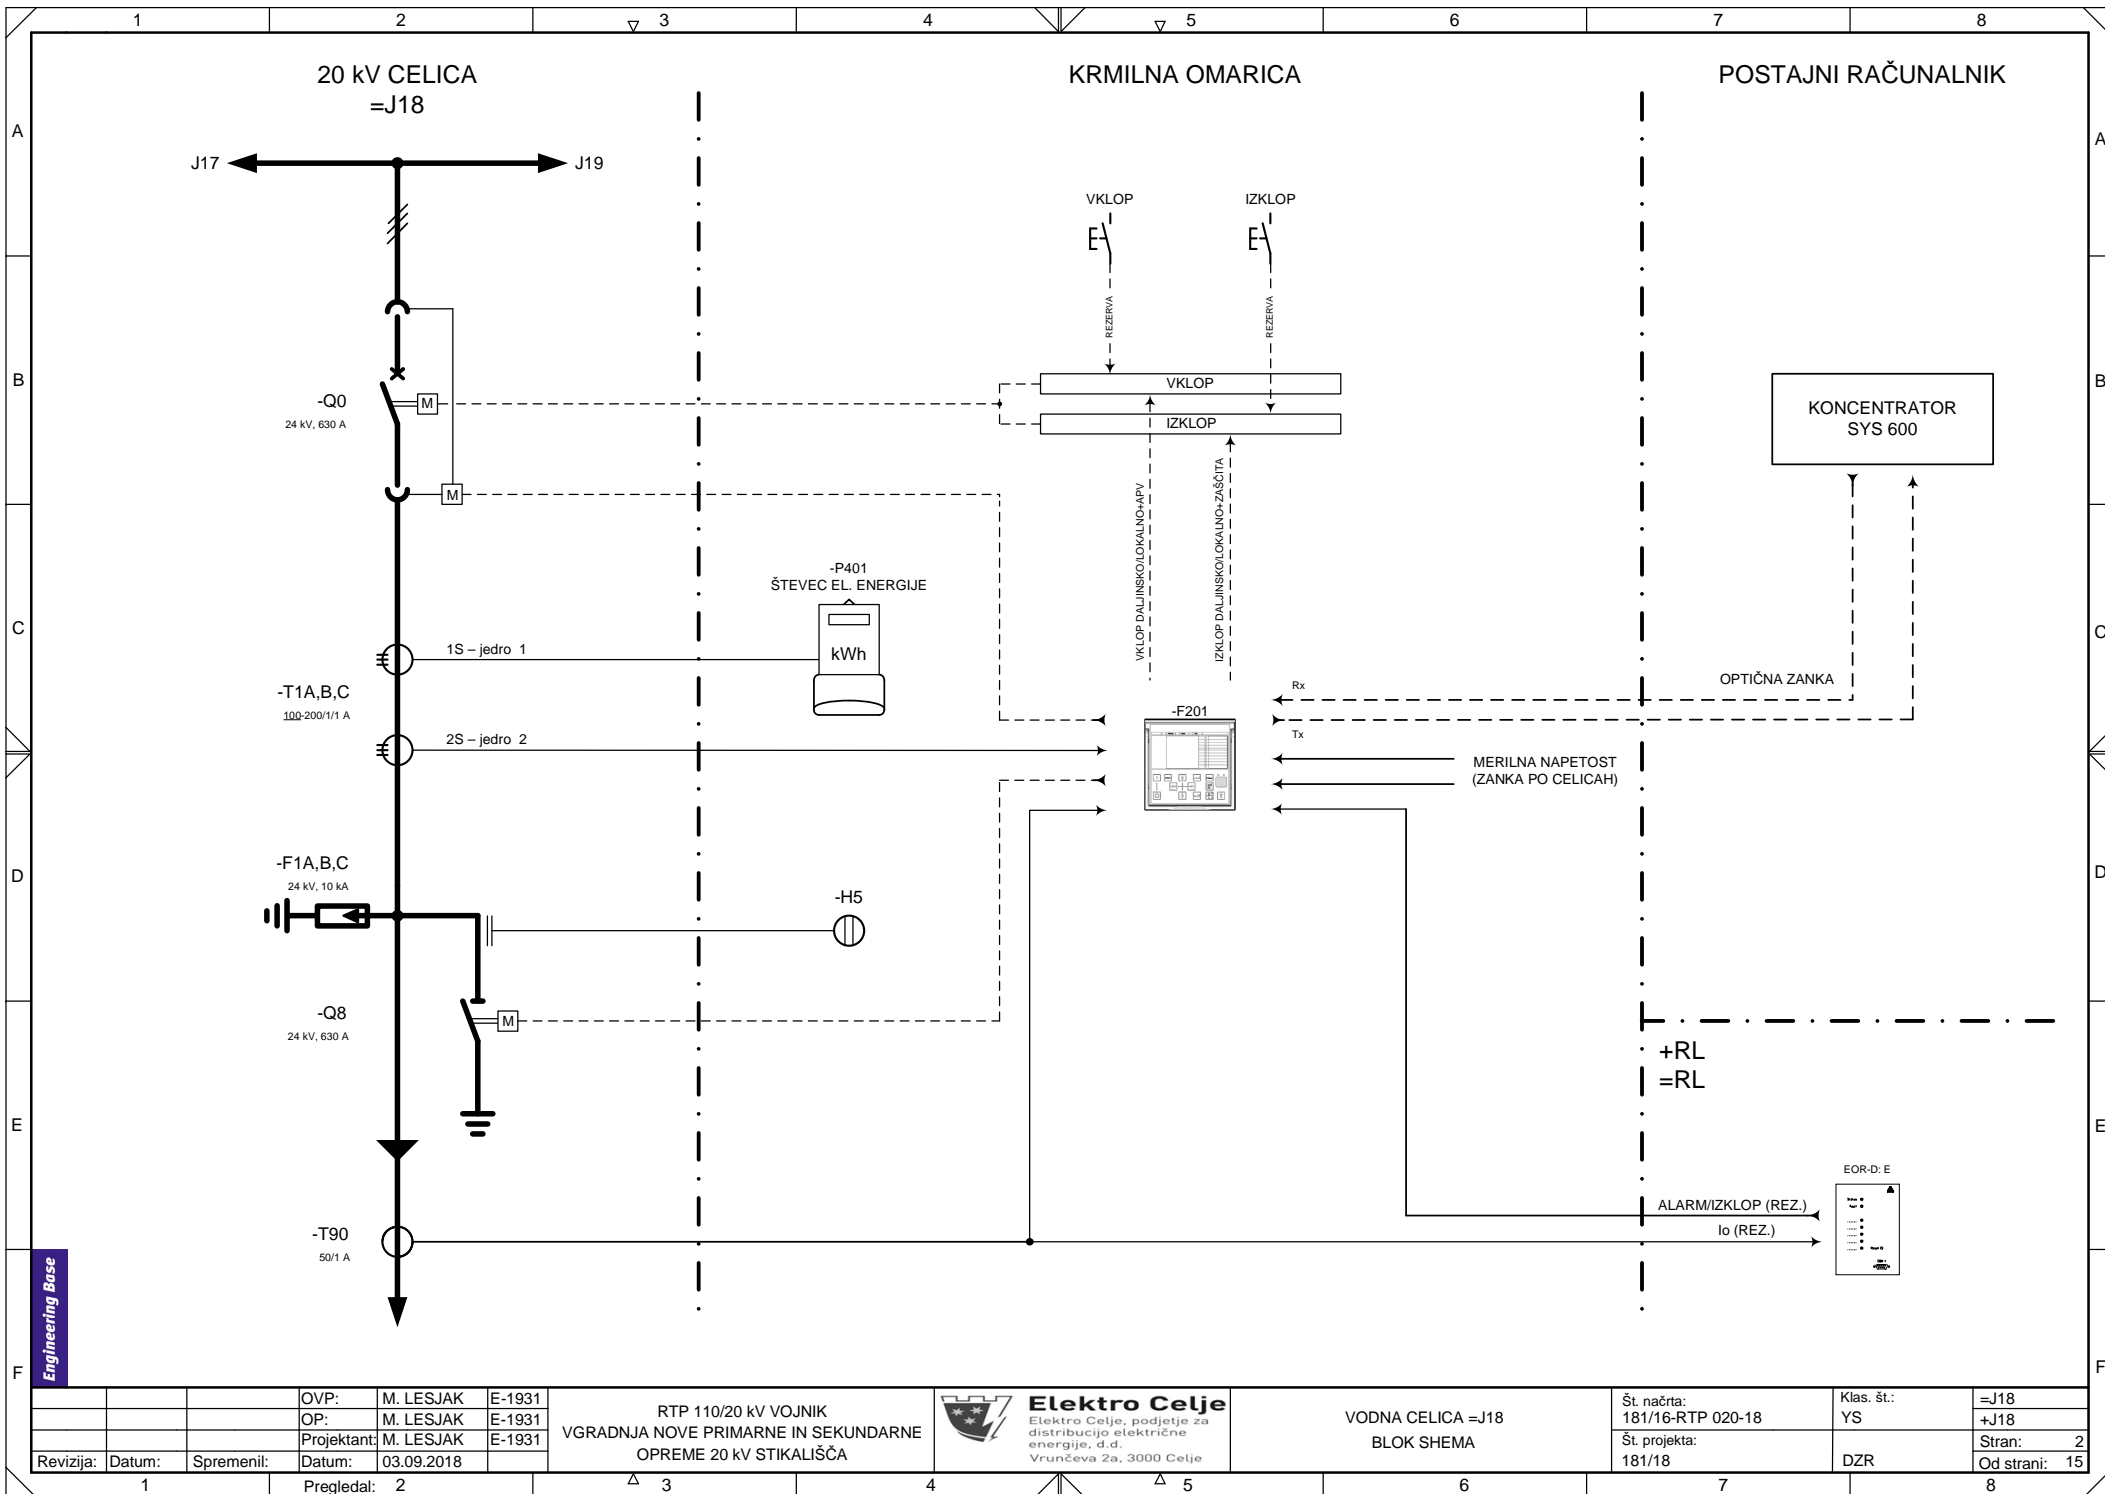 1 2 3 4 5 6 7 8
20 kV CELICA
=J18
KRMILNA OMARICA
POSTAJNI RAČUNALNIK
A
A
J17
J19
VKLOP
IZKLOP
REZERVA
REZERVA
B
B
VKLOP
IZKLOP
-Q0
24 kV, 630 A
M
M
KONCENTRATOR
SYS 600
VKLOP DALJINSKO/LOKALNO+APV
IZKLOP DALJINSKO/LOKALNO+ZAŠČITA
-P401
ŠTEVEC EL. ENERGIJE
kWh
C
C
1S – jedro 1
-T1A,B,C
100-200/1/1 A
2S – jedro 2
-F201
Rx
Tx
OPTIČNA ZANKA
MERILNA NAPETOST
(ZANKA PO CELICAH)
-F1A,B,C
24 kV, 10 kA
D
D
-H5
-Q8
24 kV, 630 A
M
+RL
=RL
E
E
EOR-D: E
ALARM/IZKLOP (REZ.)
Io (REZ.)
-T90
50/1 A
Engineering Base
F
F
OVP: M. LESJAK E-1931
OP: M. LESJAK E-1931
Projektant: M. LESJAK E-1931
Revizija: Datum: Spremenil: Datum: 03.09.2018
RTP 110/20 kV VOJNIK
VGRADNJA NOVE PRIMARNE IN SEKUNDARNE
OPREME 20 kV STIKALIŠČA
Elektro Celje
Elektro Celje, podjetje za
distribucijo električne
energije, d.d.
Vrunčeva 2a, 3000 Celje
VODNA CELICA =J18
BLOK SHEMA
Št. načrta:
181/16-RTP 020-18
Št. projekta:
181/18
Klas. št.:
YS
DZR
=J18
+J18
Stran: 2
Od strani: 15
Pregledal:
1 2 3 4 5 6 7 8